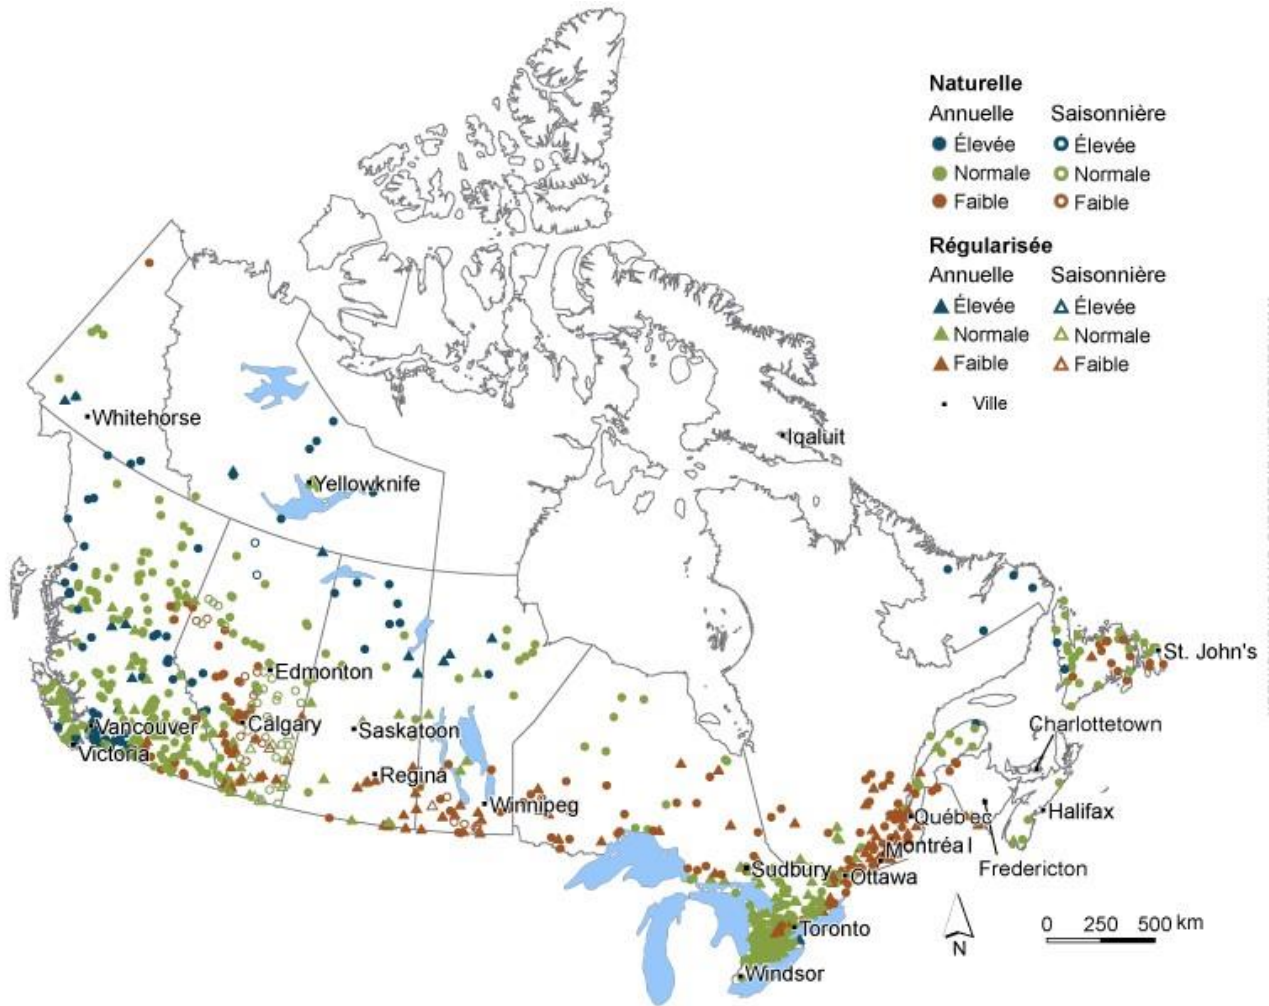 Naturelle
Annuelle Saisonnière
Élevée Élevée
Normale Normale
Faible Faible
Régularisée
Annuelle Saisonnière
Élevée Élevée
Normale Normale
Faible Faible
Ville
Whitehorse
Iqaluit
Yellowknife
St. John's
Edmonton
Charlottetown
Vancouver
Calgary
Saskatoon
Victoria
Regina
Winnipeg
Halifax
Québec
Montréal
Fredericton
Sudbury
Ottawa
Toronto
Windsor
0 250 500 km
N